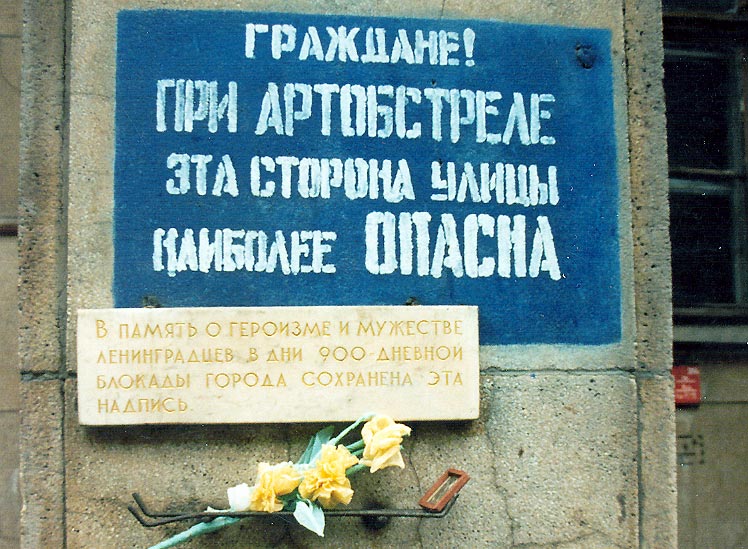 ГРАЖДАНЕ!
ПРИ АРТОБСТРЕЛЕ
ЭТА СТОРОНА УЛИЦЫ
НАИБОЛЕЕ ОПАСНА
В ПАМЯТЬ О ГЕРОИЗМЕ И МУЖЕСТВЕ
ЛЕНИНГРАДЦЕВ В ДНИ 900-ДНЕВНОЙ
БЛОКАДЫ ГОРОДА СОХРАНЕНА ЭТА
НАДПИСЬ.